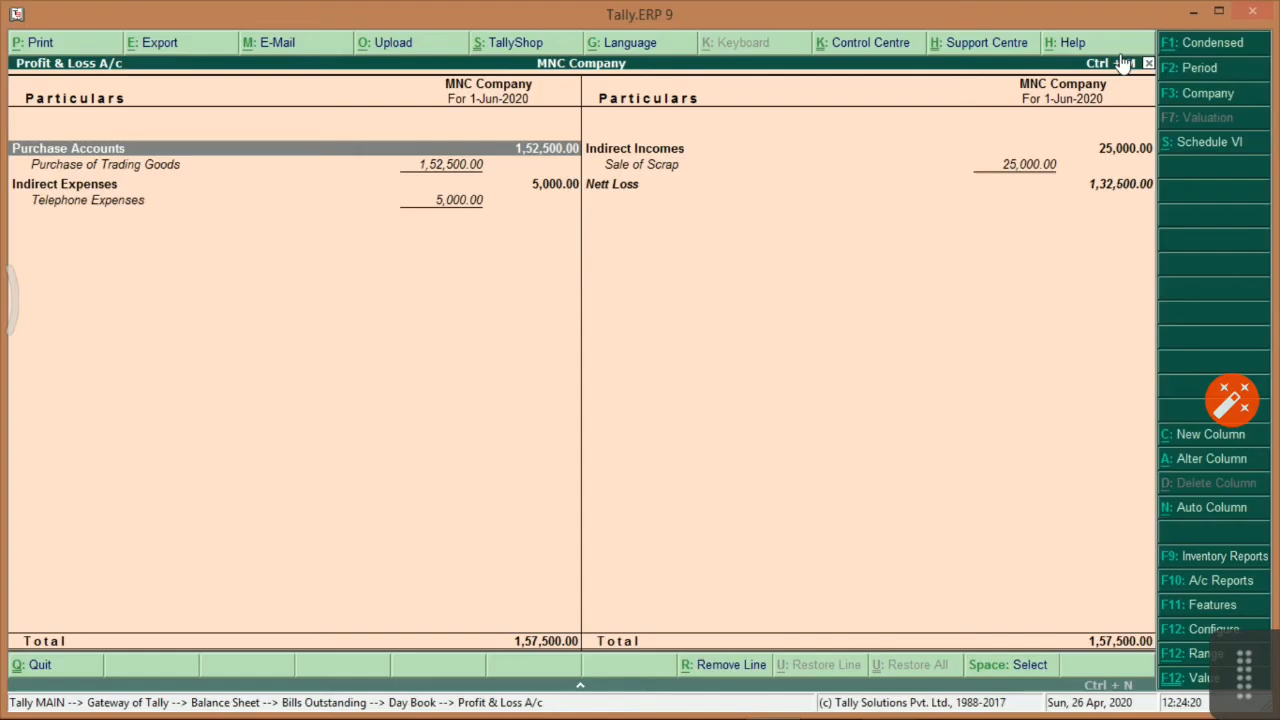 Tally.ERP 9
P: Print E: Export M: E-Mail O: Upload S: TallyShop G: Language K: Keyboard K: Control Centre H: Support Centre H: Help
Profit & Loss A/c MNC Company Ctrl +
Particulars MNC Company For 1-Jun-2020 Particulars MNC Company For 1-Jun-2020
Purchase Accounts 1,52,500.00 Indirect Incomes 25,000.00
Purchase of Trading Goods 1,52,500.00 Sale of Scrap 25,000.00
Indirect Expenses 5,000.00 Nett Loss 1,32,500.00
Telephone Expenses 5,000.00
Total 1,57,500.00 Total 1,57,500.00
Q: Quit R: Remove Line U: Restore Line U: Restore All Space: Select
Ctrl + N
Tally MAIN --> Gateway of Tally --> Balance Sheet --> Bills Outstanding --> Day Book --> Profit & Loss A/c (c) Tally Solutions Pvt. Ltd., 1988-2017 Sun, 26 Apr, 2020 12:24:20
F1: Condensed
F2: Period
F3: Company
F7: Valuation
S: Schedule VI
C: New Column
A: Alter Column
D: Delete Column
N: Auto Column
F9: Inventory Reports
F10: A/c Reports
F11: Features
F12: Configure
F12: Rang
F12: Valu